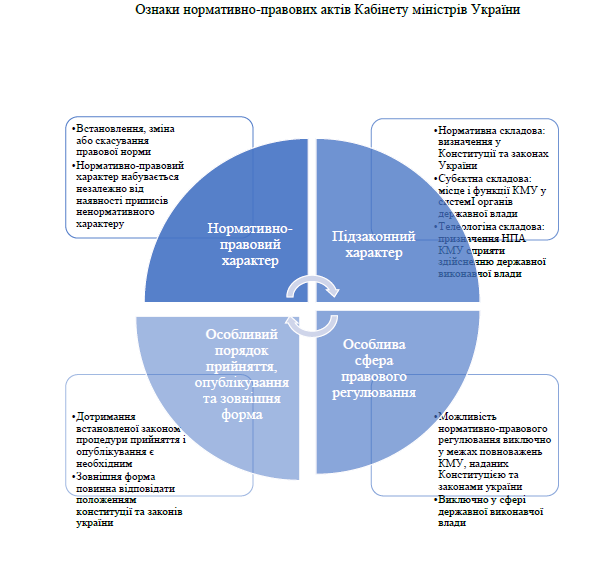 Ознаки нормативно-правових актів Кабінету міністрів України
•Встановлення, зміна
або скасування
правової норми
•Нормативно-правовий
характер набувається
незалежно від
наявності приписів
ненормативного
характеру
•Нормативна складова:
визначення у
Конституції та законах
України
•Субєктна складова:
місце і функції КМУ у
системІ органів
державної влади
•Телеологіна складова:
призначення НПА
КМУ сприяти
здійснению державної
виконавчої влади
Нормативно-
правовий
характер
Підзаконний
характер
Особливий
порядок
прийняття,
опублікування
та зовнішня
форма
Особлива
сфера
правового
регулювання
•Дотримання
встановленої законом
процедури прийняття і
опублікування є
необхідним
•Зовнішня форма
повинна відповідати
положенням
конституції та законів
україни
•Можливість
нормативно-правового
регулювання виключно
у межах повноважень
КМУ, наданих
Конституцією та
законами україни
•Виключно у сфері
державної виконавчої
влади